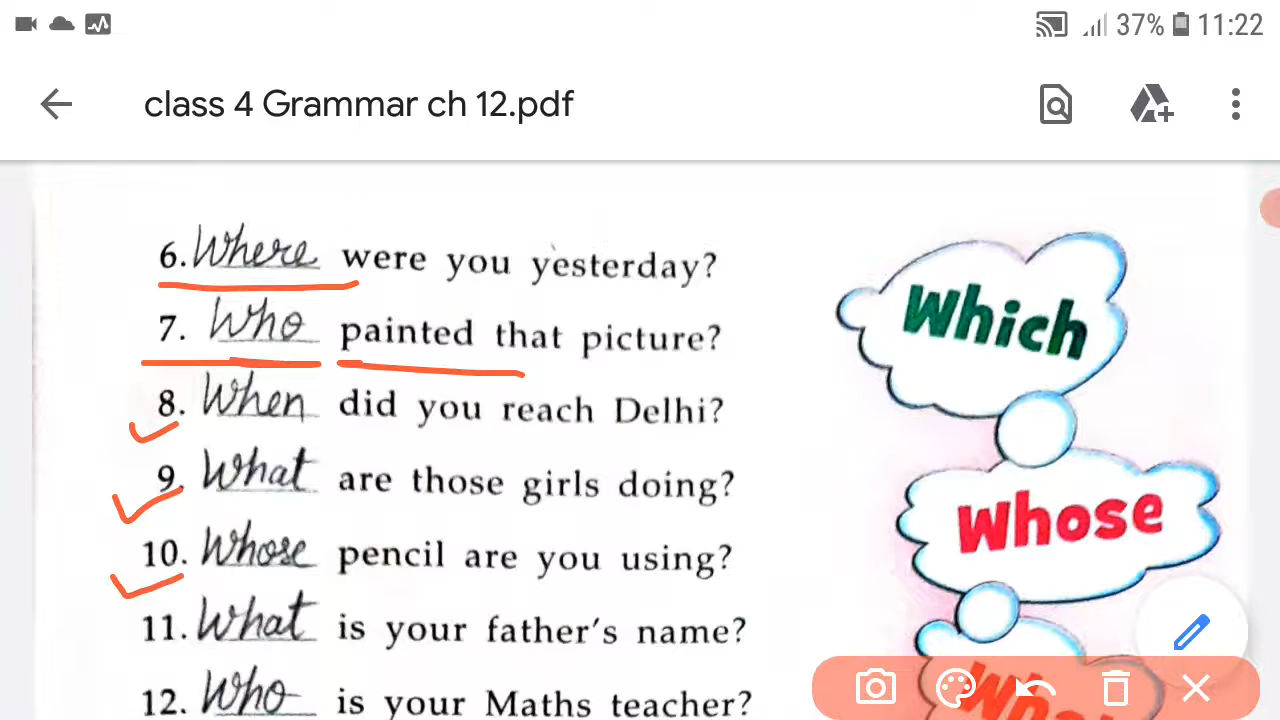 37% 11:22
class 4 Grammar ch 12.pdf
6. Where were you yesterday?
7. Who painted that picture?
8. When did you reach Delhi?
9. What are those girls doing?
10. Whose pencil are you using?
11. What is your father's name?
12. Who is your Maths teacher?
Which
Whose